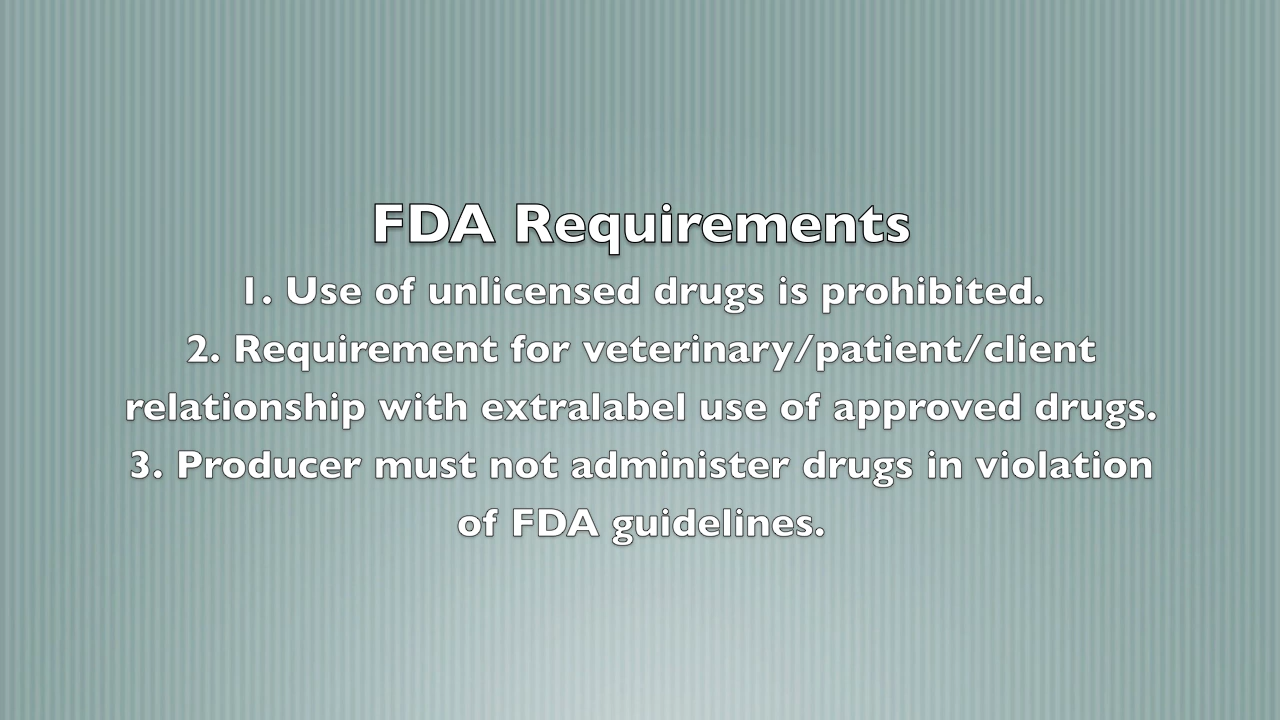 FDA Requirements
1. Use of unlicensed drugs is prohibited.
2. Requirement for veterinary/patient/client
relationship with extralabel use of approved drugs.
3. Producer must not administer drugs in violation
of FDA guidelines.